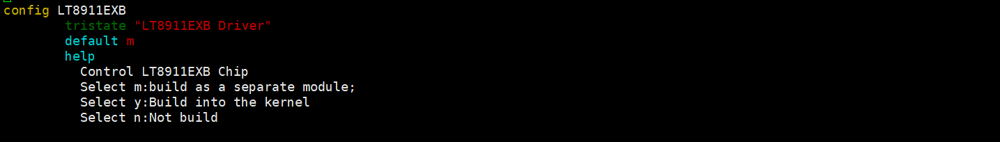 config LT8911EXB
tristate "LT8911EXB Driver"
default m
help
Control LT8911EXB Chip
Select m:build as a separate module;
Select y:Build into the kernel
Select n:Not build